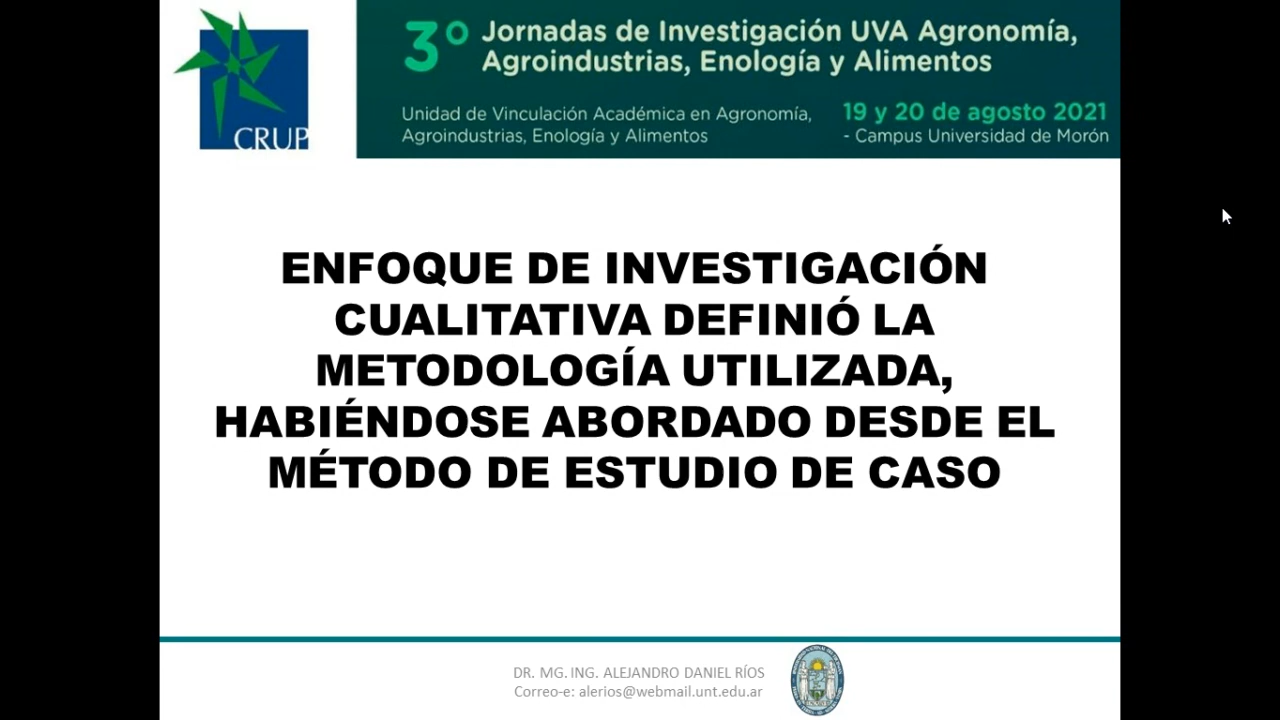 CRUP
3° Jornadas de Investigación UVA Agronomía,
Agroindustrias, Enología y Alimentos
Unidad de Vinculación Académica en Agronomía,
Agroindustrias, Enología y Alimentos
19 y 20 de agosto 2021
- Campus Universidad de Morón
ENFOQUE DE INVESTIGACIÓN
CUALITATIVA DEFINIÓ LA
METODOLOGÍA UTILIZADA,
HABIÉNDOSE ABORDADO DESDE EL
MÉTODO DE ESTUDIO DE CASO
DR. MG. ING. ALEJANDRO DANIEL RÍOS
Correo-e: alerios@webmail.unt.edu.ar